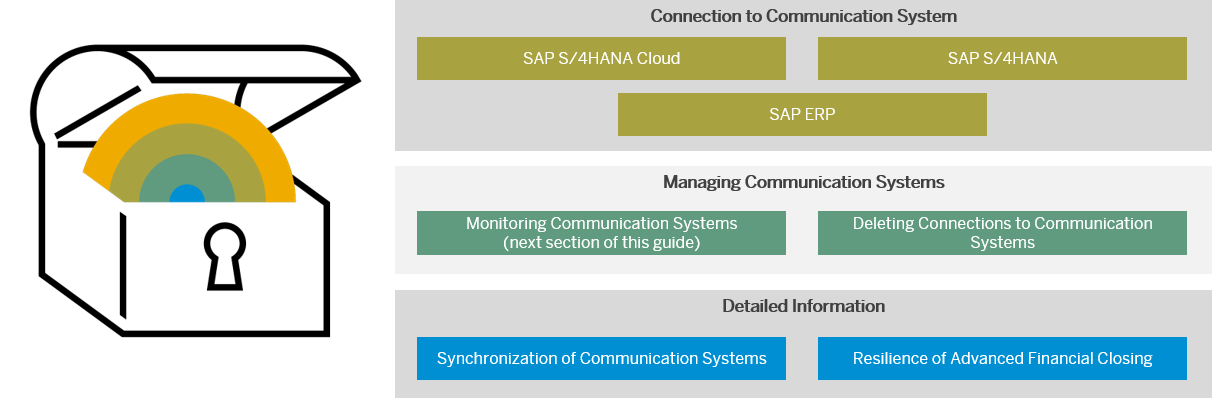 Connection to Communication System
SAP S/4HANA Cloud
SAP S/4HANA
SAP ERP
Managing Communication Systems
Monitoring Communication Systems
(next section of this guide)
Deleting Connections to Communication
Systems
Detailed Information
Synchronization of Communication Systems
Resilience of Advanced Financial Closing